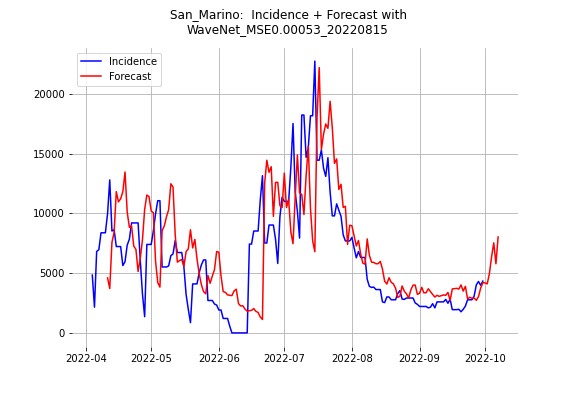 San_Marino:  Incidence + Forecast with
WaveNet_MSE0.00053_20220815
Incidence
Forecast
20000
15000
10000
5000
0
2022-04 2022-05 2022-06 2022-07 2022-08 2022-09 2022-10